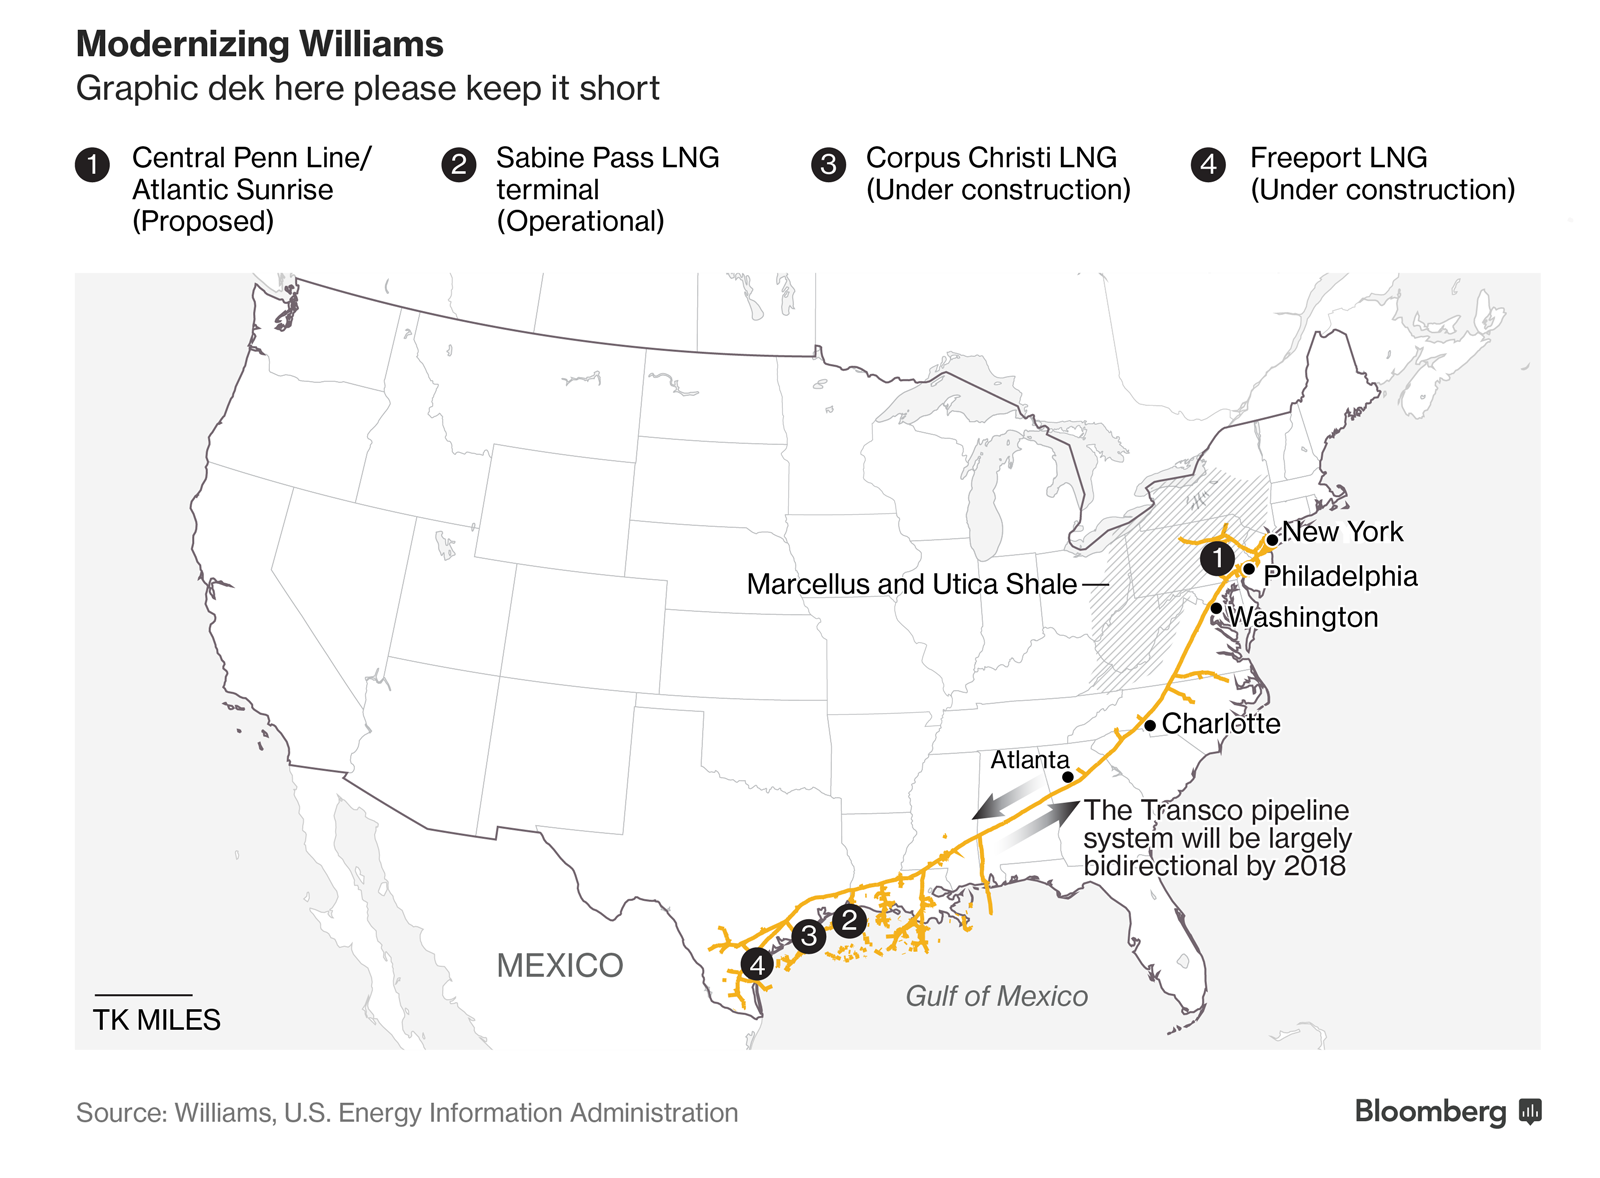 Modernizing Williams
Graphic dek here please keep it short
1 Central Penn Line/
Atlantic Sunrise
(Proposed)
2 Sabine Pass LNG
terminal
(Operational)
3 Corpus Christi LNG
(Under construction)
4 Freeport LNG
(Under construction)
New York
1
Philadelphia
Marcellus and Utica Shale
Washington
Charlotte
Atlanta
The Transco pipeline
system will be largely
bidirectional by 2018
2
3
4
MEXICO
Gulf of Mexico
TK MILES
Source: Williams, U.S. Energy Information Administration
Bloomberg